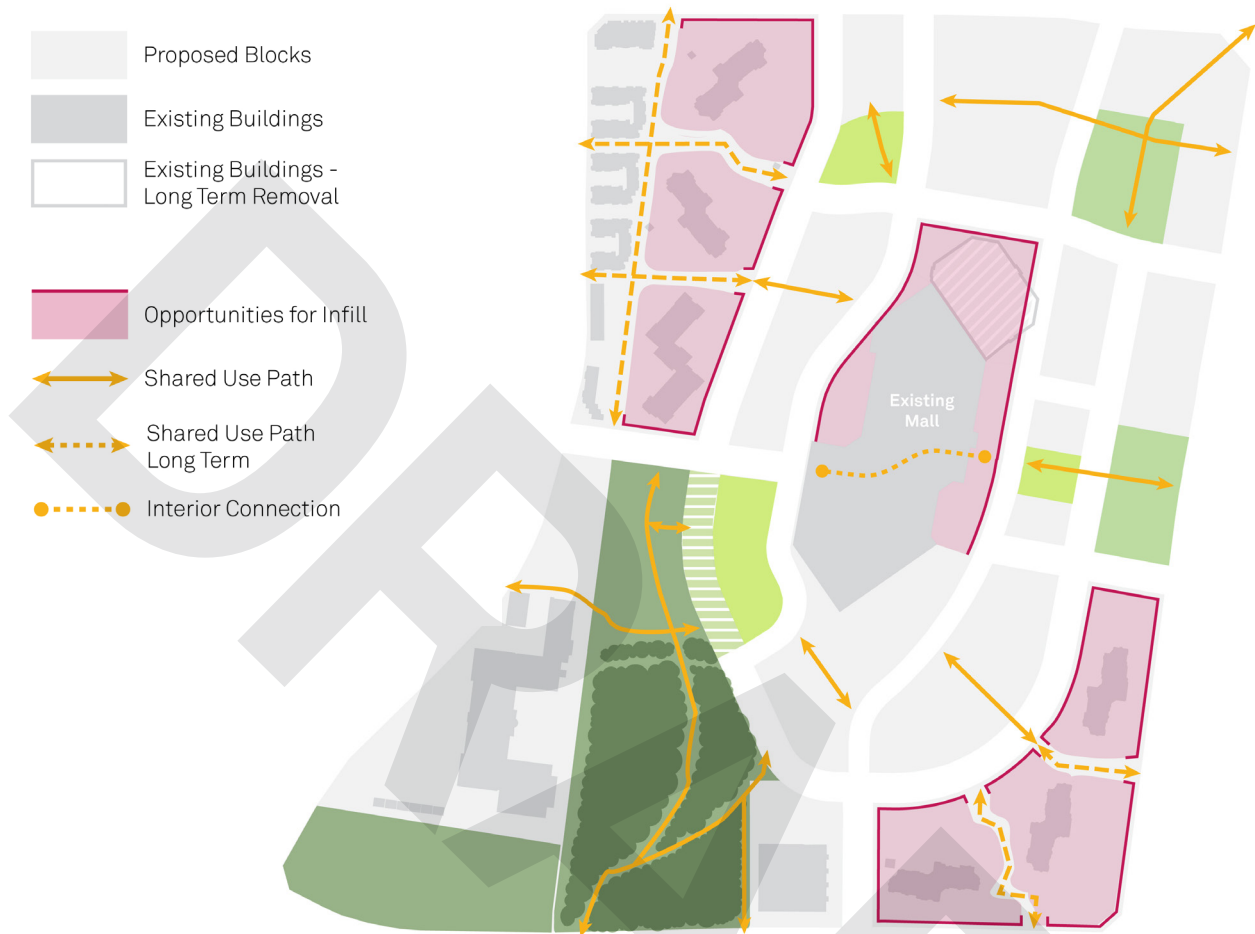 Proposed Blocks
Existing Buildings
Existing Buildings -
Long Term Removal
Opportunities for Infill
Shared Use Path
Shared Use Path
Long Term
Interior Connection
Existing
Mall